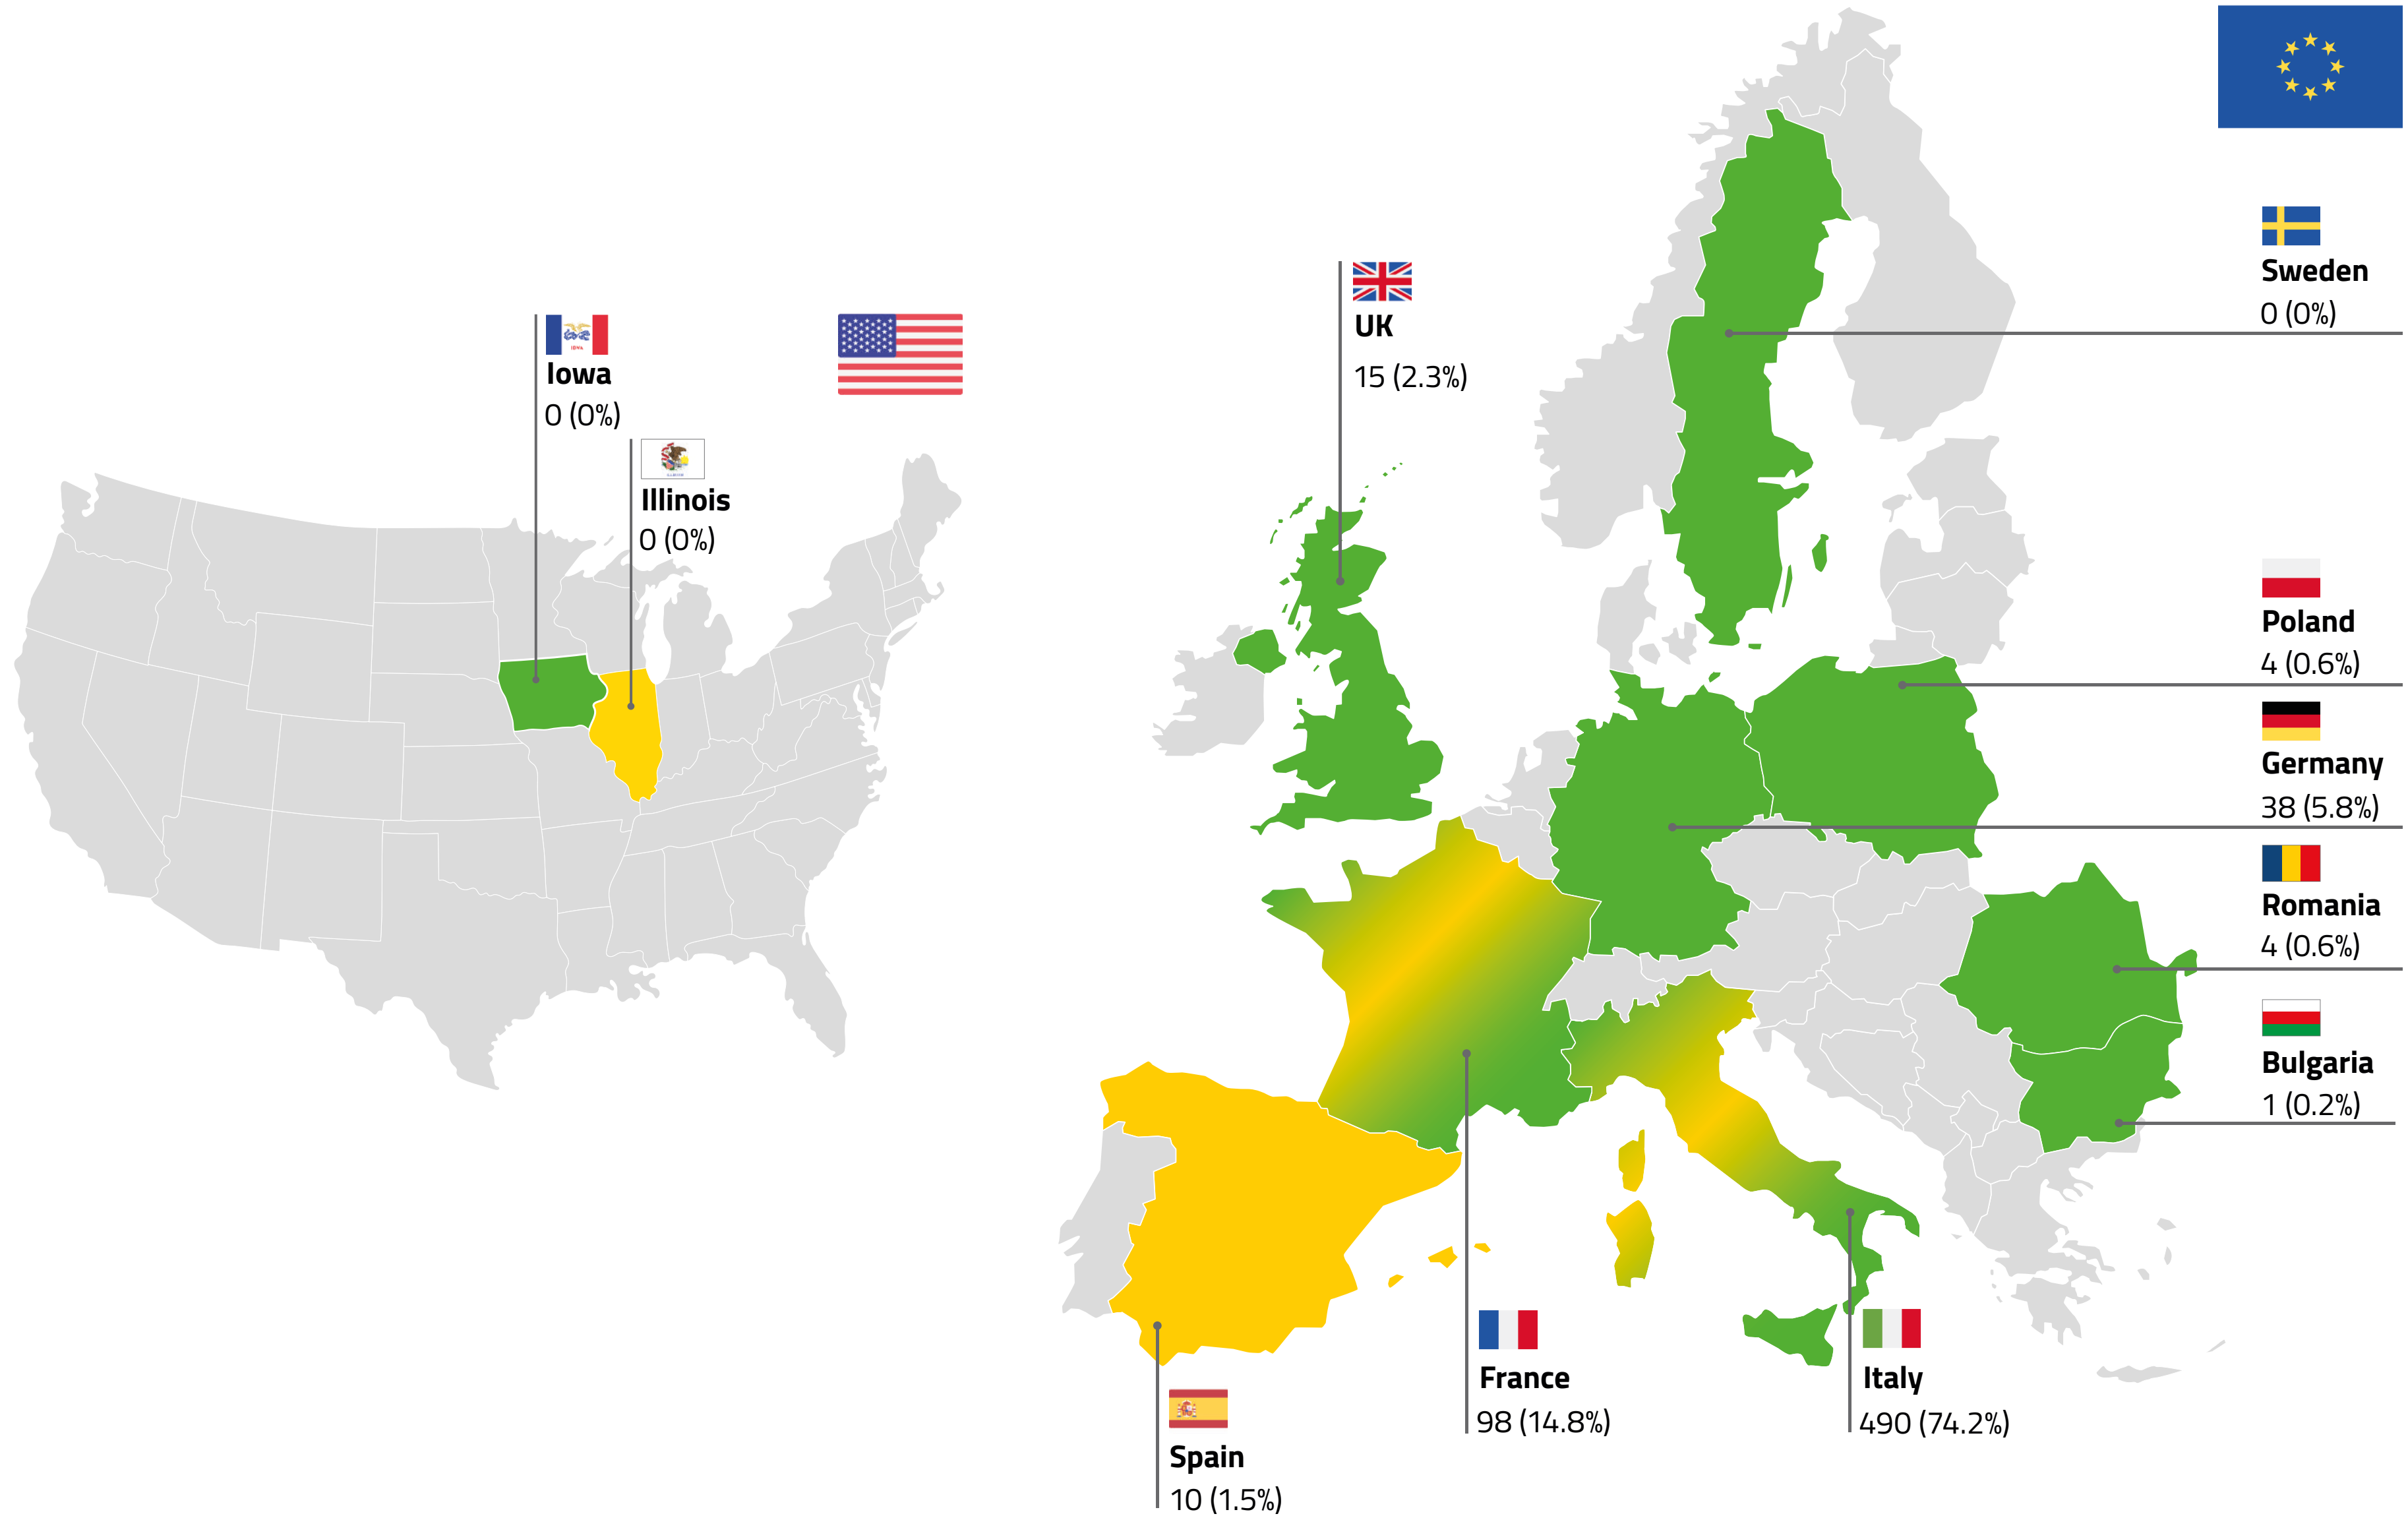 Iowa
0 (0%)
Illinois
0 (0%)
UK
15 (2.3%)
Sweden
0 (0%)
Poland
4 (0.6%)
Germany
38 (5.8%)
Romania
4 (0.6%)
Bulgaria
1 (0.2%)
France
98 (14.8%)
Italy
490 (74.2%)
Spain
10 (1.5%)